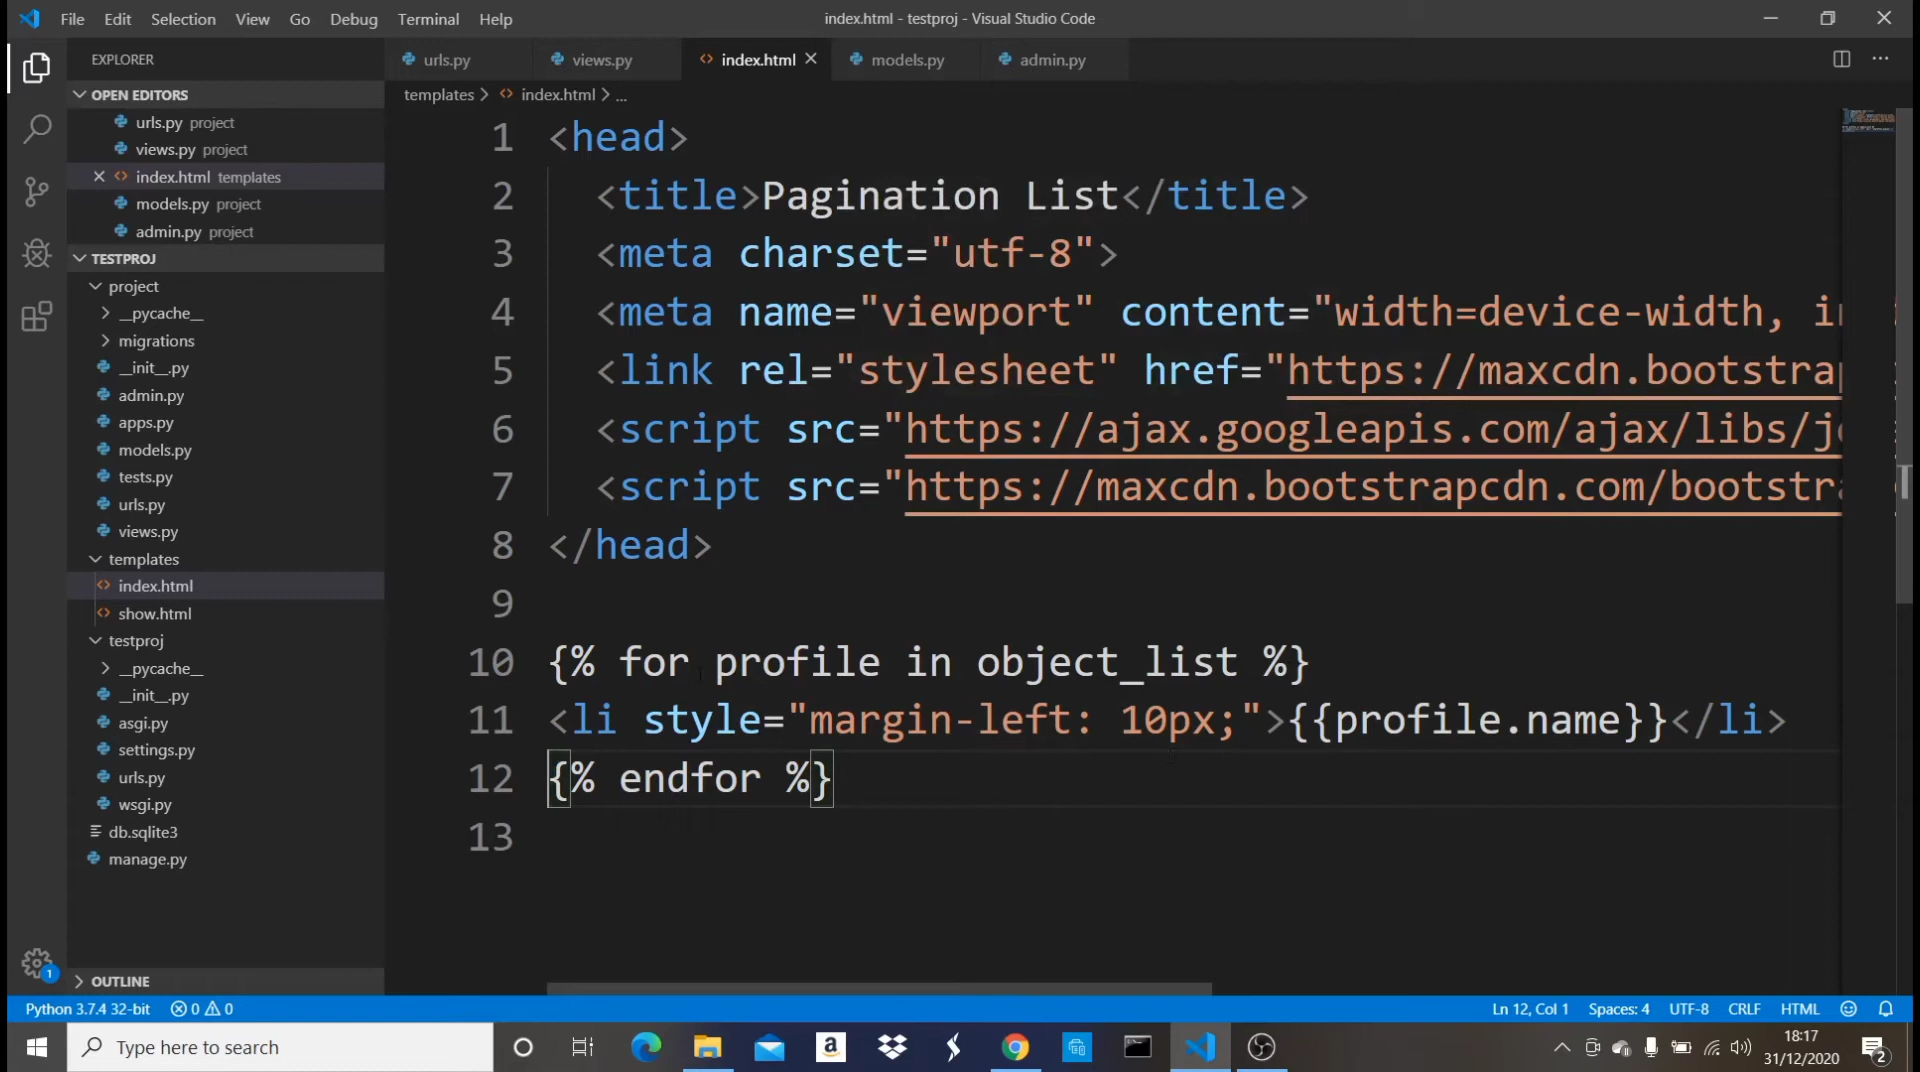 File Edit Selection View Go Debug Terminal Help
index.html - testproj - Visual Studio Code
EXPLORER
urls.py
views.py
index.html
models.py
admin.py
OPEN EDITORS
urls.py project
views.py project
index.html templates
models.py project
admin.py project
TESTPROJ
project
__pycache__
migrations
__init__.py
admin.py
apps.py
models.py
tests.py
urls.py
views.py
templates
index.html
show.html
testproj
__pycache__
__init__.py
asgi.py
settings.py
urls.py
wsgi.py
db.sqlite3
manage.py
OUTLINE
templates > index.html > ...
1 <head>
2 <title>Pagination List</title>
3 <meta charset="utf-8">
4 <meta name="viewport" content="width=device-width, in
5 <link rel="stylesheet" href="https://maxcdn.bootstrap
6 <script src="https://ajax.googleapis.com/ajax/libs/j
7 <script src="https://maxcdn.bootstrapcdn.com/bootstr
8 </head>
9
10 {% for profile in object_list %}
11 <li style="margin-left: 10px;">{{profile.name}}</li>
12 {% endfor %}
13
Python 3.7.4 32-bit 0 0
Ln 12, Col 1 Spaces: 4 UTF-8 CRLF HTML
1
Type here to search
a
18:17
31/12/2020
2